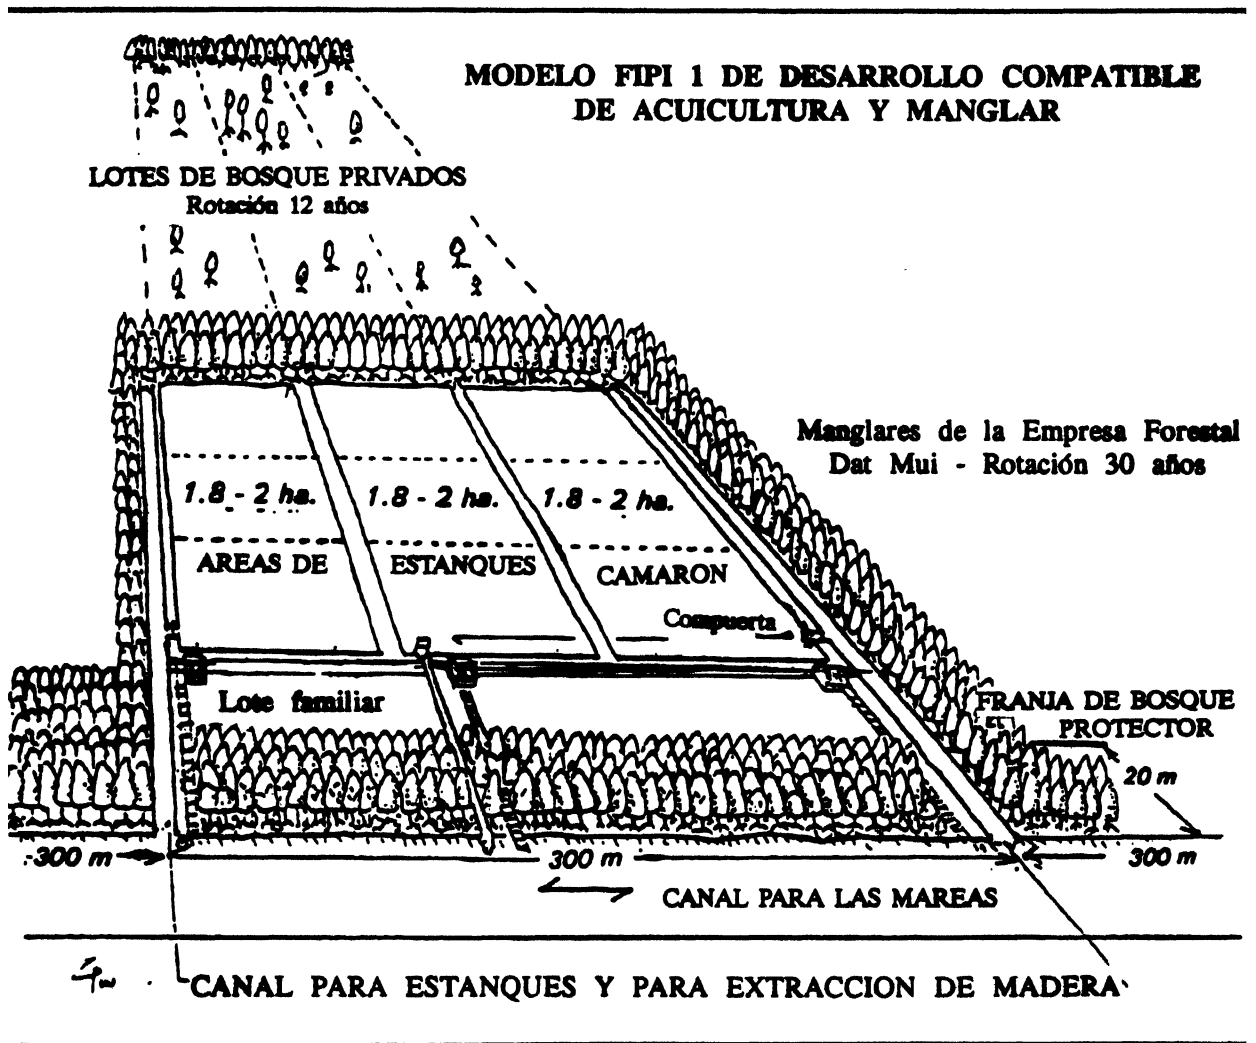 MODELO FIPI 1 DE DESARROLLO COMPATIBLE
DE ACUICULTURA Y MANGLAR
LOTES DE BOSQUE PRIVADOS
Rotación 12 años
Manglares de la Empresa Forestal
Dat Mui - Rotación 30 años
1.8 - 2 ha.
1.8 - 2 ha.
1.8 - 2 ha.
AREAS DE
ESTANQUES
CAMARON
Compuerta
Lote familiar
FRANJA DE BOSQUE
PROTECTOR
20 m
300 m
300 m
300 m
CANAL PARA LAS MAREAS
CANAL PARA ESTANQUES Y PARA EXTRACCION DE MADERA